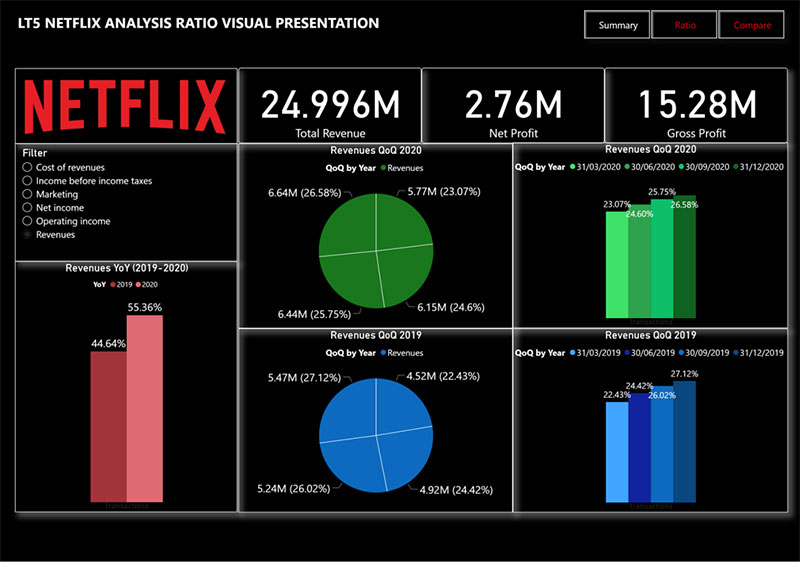 LT5 NETFLIX ANALYSIS RATIO VISUAL PRESENTATION
Summary
Ratio
Compare
NETFLIX
24.996M
Total Revenue
2.76M
Net Profit
15.28M
Gross Profit
Filter
Cost of revenues
Income before income taxes
Marketing
Net income
Operating income
Revenues
Revenues QoQ 2020
QoQ by Year Revenues
6.64M (26.58%)
5.77M (23.07%)
6.44M (25.75%)
6.15M (24.6%)
Revenues QoQ 2020
QoQ by Year 31/03/2020 30/06/2020 30/09/2020 31/12/2020
23.07%
24.60%
25.75%
26.58%
Transactions
Revenues YoY (2019-2020)
YoY 2019 2020
44.64%
55.36%
Transactions
Revenues QoQ 2019
QoQ by Year Revenues
5.47M (27.12%)
4.52M (22.43%)
5.24M (26.02%)
4.92M (24.42%)
Revenues QoQ 2019
QoQ by Year 31/03/2019 30/06/2019 30/09/2019 31/12/2019
22.43%
24.42%
26.02%
27.12%
Transactions